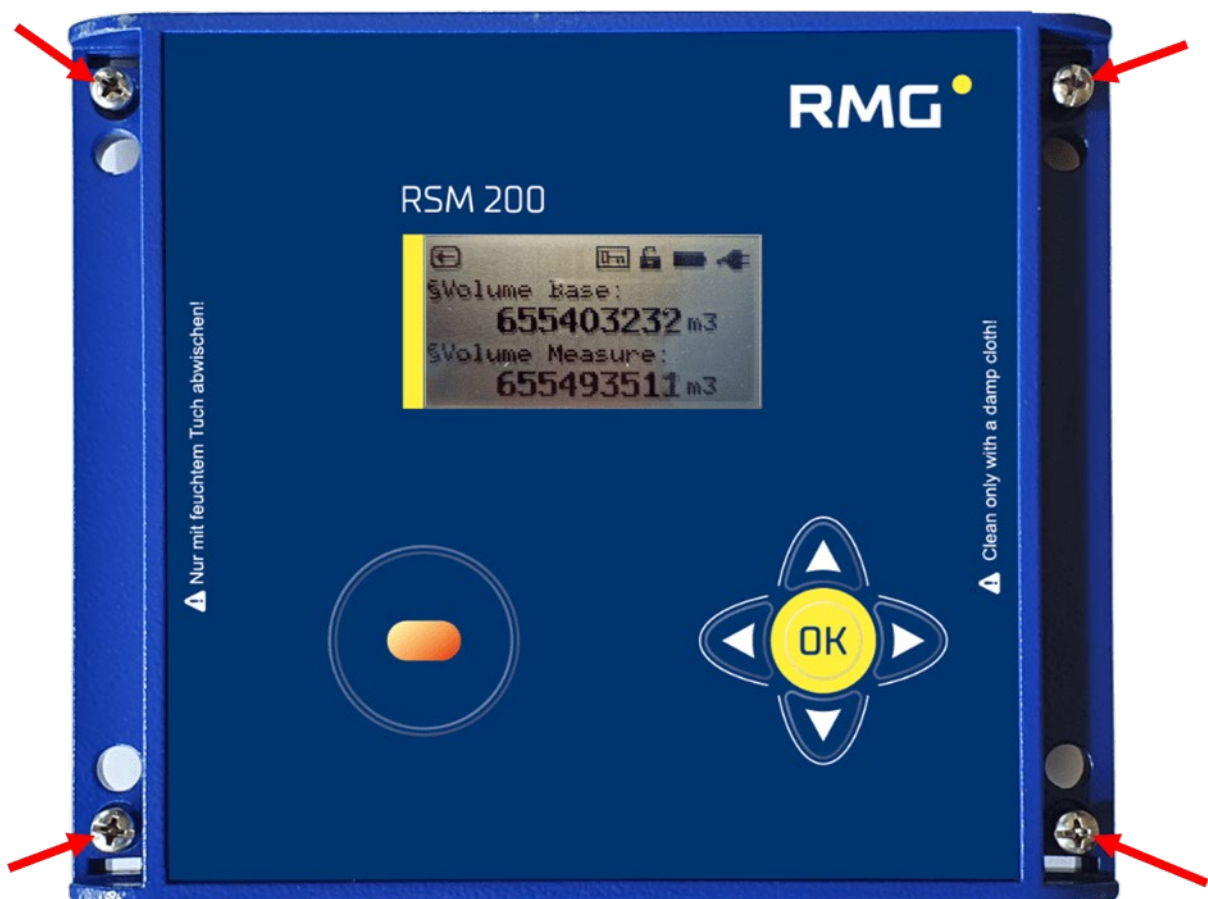 RMG
RSM 200
§Volume Base:
655403232 m3
§Volume Measure:
655493511 m3
Nur mit feuchtem Tuch abwischen!
Clean only with a damp cloth!
OK